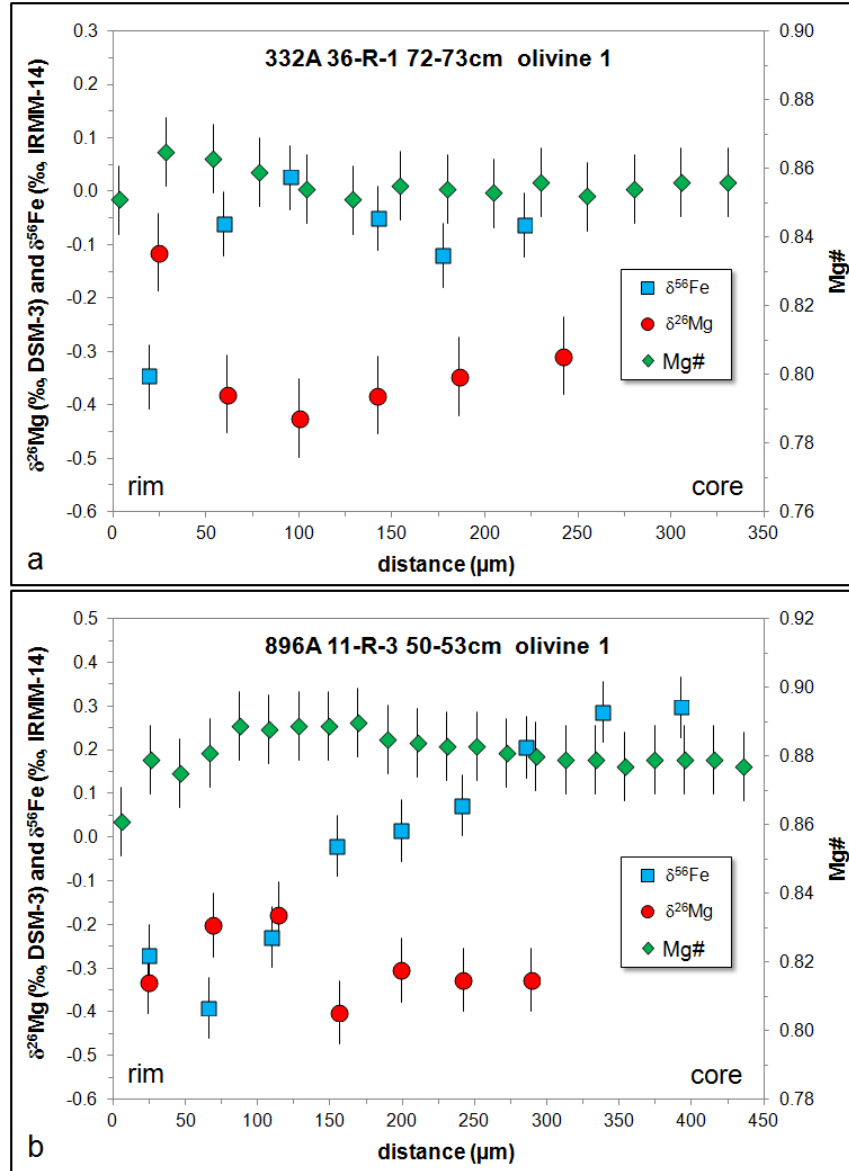 332A 36-R-1 72-73cm olivine 1
δ²⁶Mg (‰, DSM-3) and δ⁵⁶Fe (‰, IRMM-14)
0.3
0.2
0.1
0.0
-0.1
-0.2
-0.3
-0.4
-0.5
-0.6
0.90
0.88
0.86
0.84
0.82
0.80
0.78
0.76
Mg#
δ⁵⁶Fe
δ²⁶Mg
Mg#
rim
core
0 50 100 150 200 250 300 350
distance (µm)
a
896A 11-R-3 50-53cm olivine 1
δ²⁶Mg (‰, DSM-3) and δ⁵⁶Fe (‰, IRMM-14)
0.5
0.4
0.3
0.2
0.1
0.0
-0.1
-0.2
-0.3
-0.4
-0.5
-0.6
0.92
0.90
0.88
0.86
0.84
0.82
0.80
0.78
Mg#
δ⁵⁶Fe
δ²⁶Mg
Mg#
rim
core
0 50 100 150 200 250 300 350 400 450
distance (µm)
b